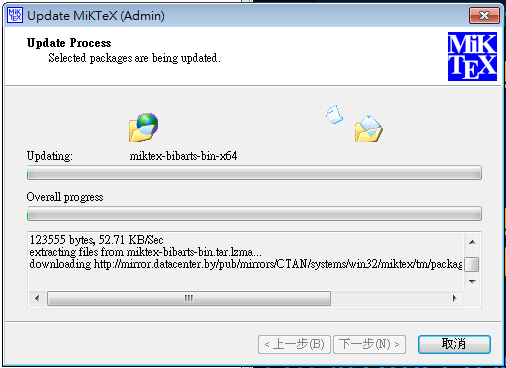 Update MiKTeX (Admin)
Update Process
Selected packages are being updated.
MiK
TEX
Updating: miktex-bibarts-bin-x64
Overall progress
123555 bytes, 52.71 KB/Sec
extracting files from miktex-bibarts-bin.tar.lzma...
downloading http://mirror.datacenter.by/pub/mirrors/CTAN/systems/win32/miktex/tm/packag
< 上一步(B) 下一步(N) > 取消